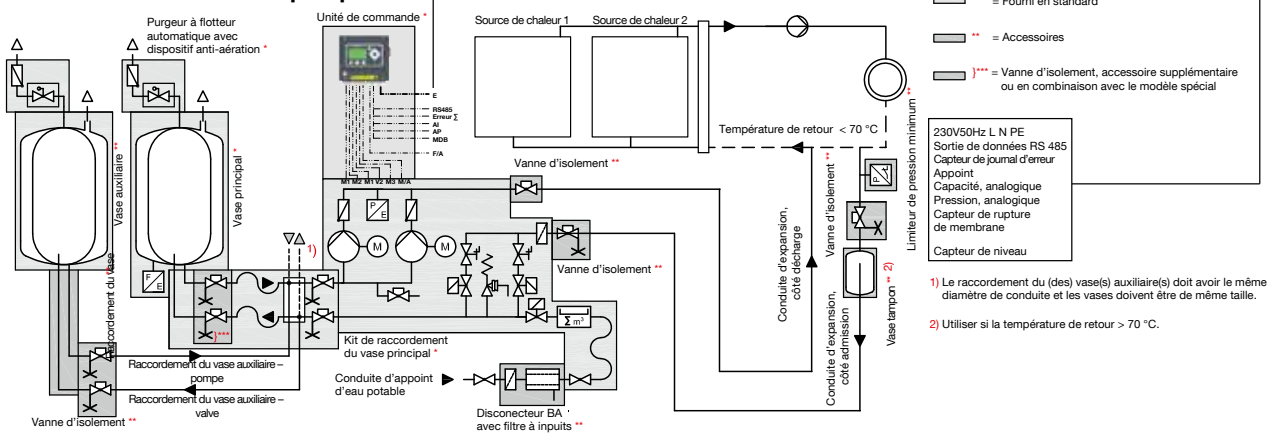 Purgeur à flotteur
automatique avec
dispositif anti-aération *
Unité de commande *
Source de chaleur 1
Source de chaleur 2
= Fourni en standard
** = Accessoires
}*** = Vanne d'isolement, accessoire supplémentaire
ou en combinaison avec le modèle spécial
E
RS485
Erreur ∑
AI
AP
MDB
F/A
M1 M2 M1 V2 M3 M/A
Température de retour < 70 °C
Limiteur de pression minimum **
230V50Hz L N PE
Sortie de données RS 485
Capteur de journal d'erreur
Appoint
Capacité, analogique
Pression, analogique
Capteur de rupture
de membrane
Capteur de niveau
1) Le raccordement du (des) vase(s) auxiliaire(s) doit avoir le même
diamètre de conduite et les vases doivent être de même taille.
2) Utiliser si la température de retour > 70 °C.
Vase auxiliaire **
Vase principal *
Raccordement du vase
Vanne d'isolement **
Vanne d'isolement **
Vanne d'isolement **
P
E
M
M
F
E
P
1)
}***
∑ m³
Conduite d'expansion,
côté décharge
Conduite d'expansion,
côté admission
Vase tampon ** 2)
Kit de raccordement
du vase principal *
Raccordement du vase auxiliaire –
pompe
Raccordement du vase auxiliaire –
valve
Vanne d'isolement **
Conduite d'appoint
d'eau potable
Disconecteur BA
avec filtre à inpuits **